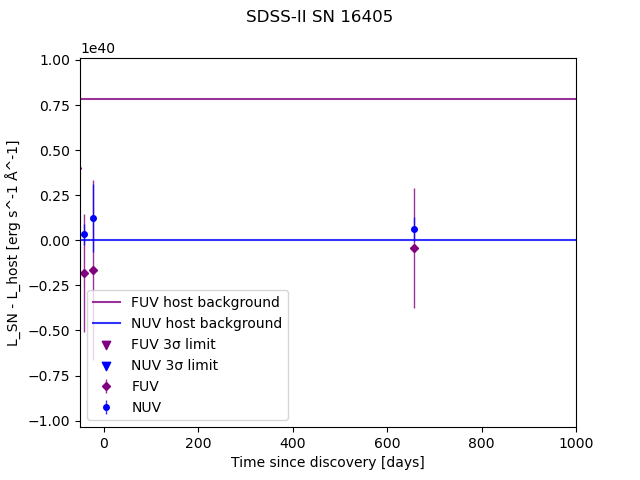 SDSS-II SN 16405
1e40
1.00
0.75
0.50
0.25
0.00
−0.25
−0.50
−0.75
−1.00
L_SN - L_host [erg s^-1 Å^-1]
FUV host background
NUV host background
FUV 3σ limit
NUV 3σ limit
FUV
NUV
0 200 400 600 800 1000
Time since discovery [days]